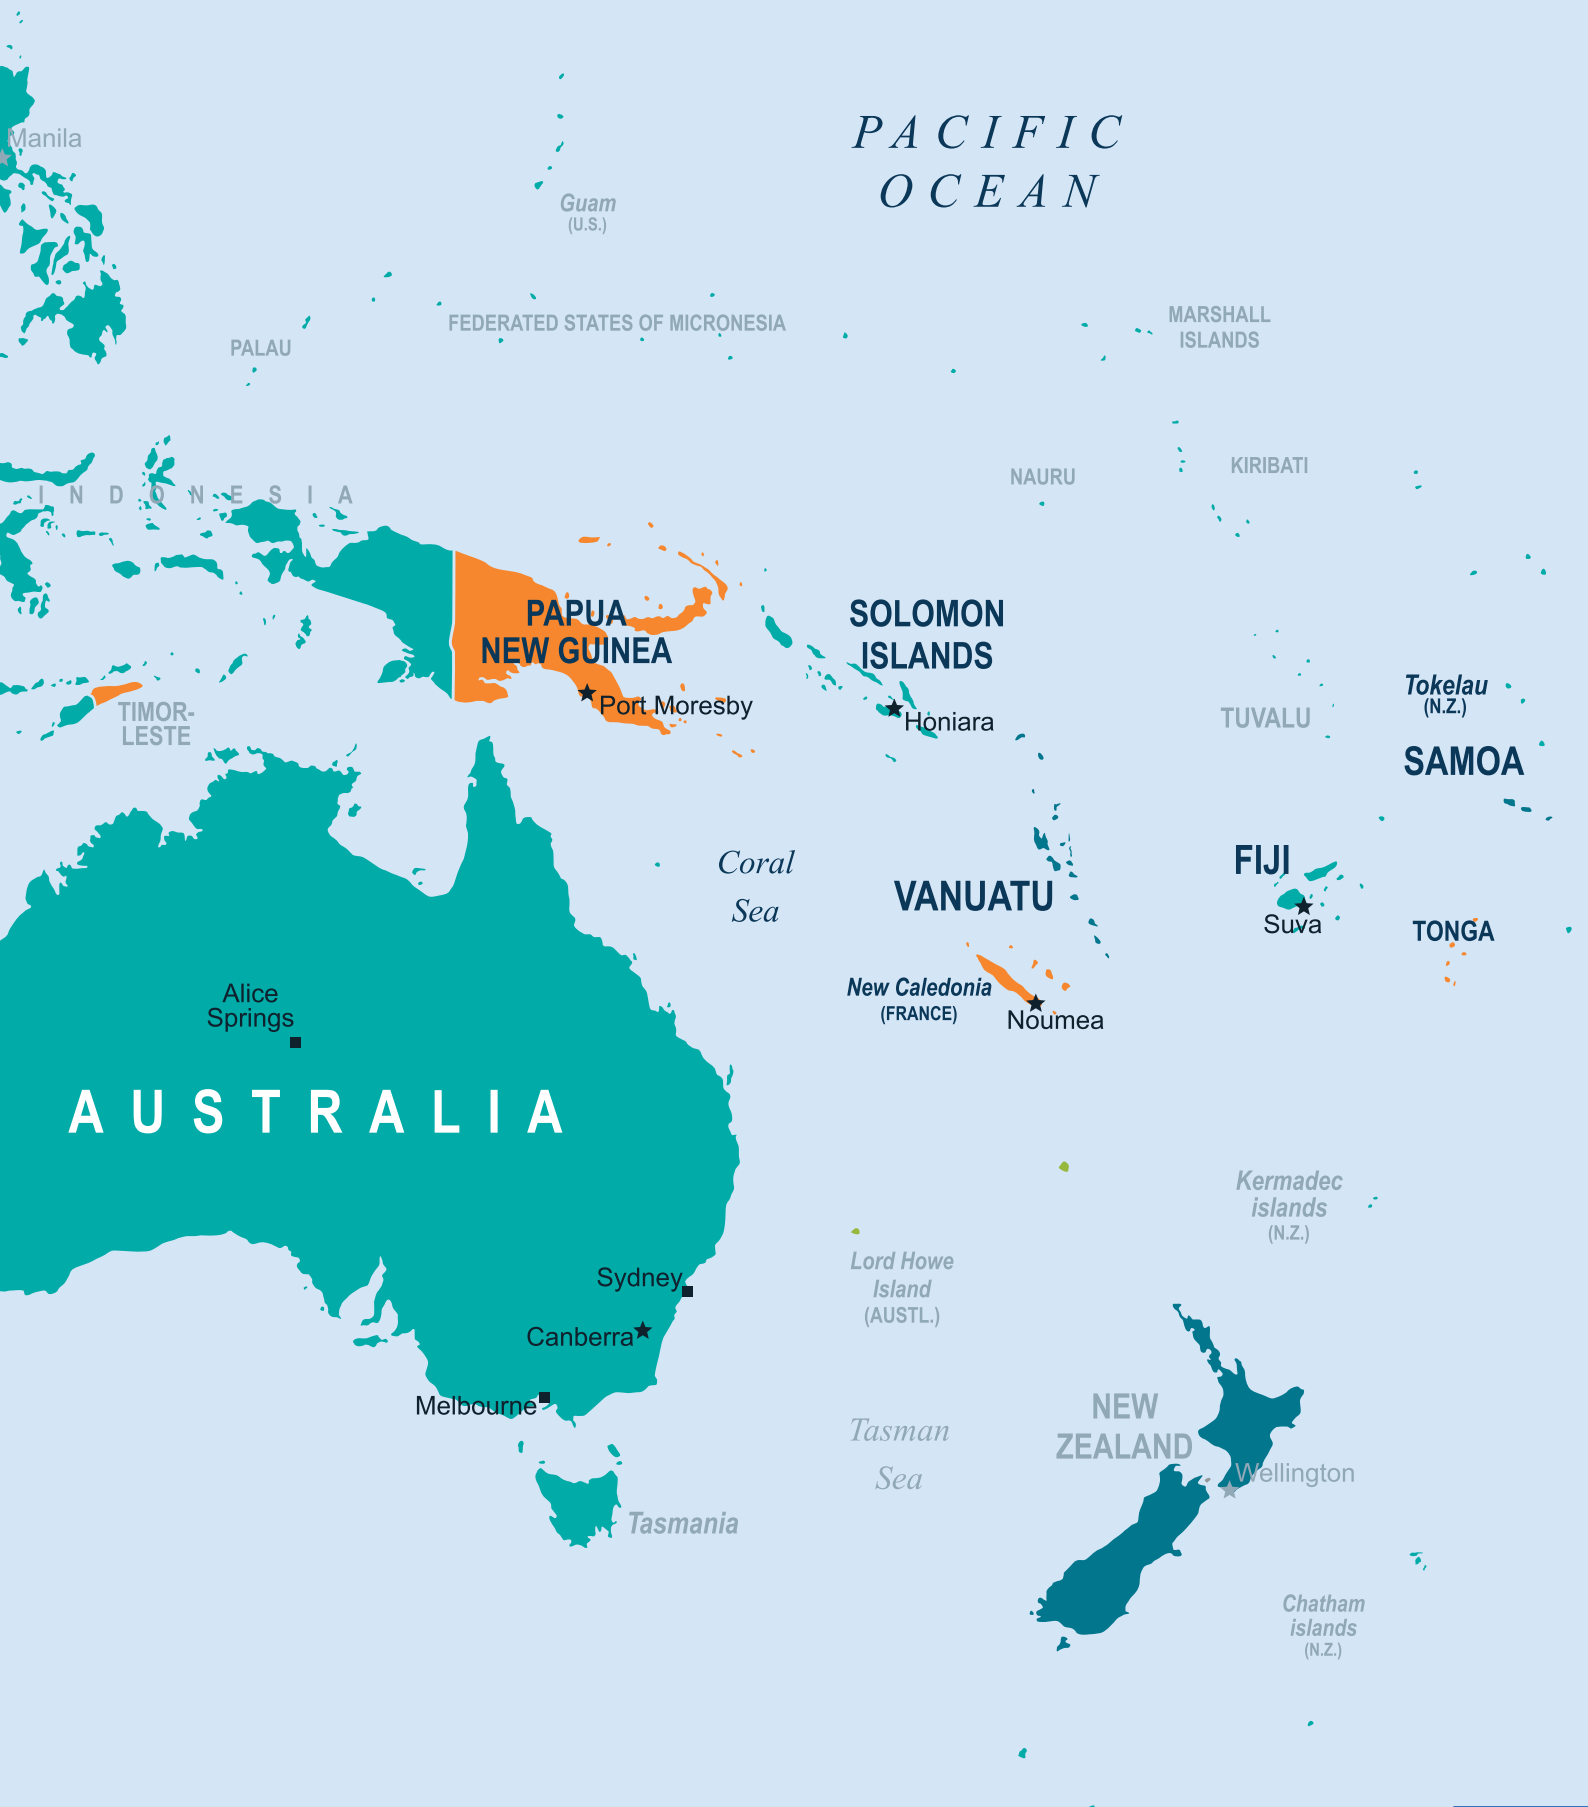 PACIFIC
OCEAN
Manila
Guam
(U.S.)
FEDERATED STATES OF MICRONESIA
MARSHALL
ISLANDS
PALAU
NAURU
KIRIBATI
INDONESIA
PAPUA
NEW GUINEA
Port Moresby
SOLOMON
ISLANDS
Honiara
Tokelau
(N.Z.)
TUVALU
SAMOA
TIMOR-
LESTE
Coral
Sea
VANUATU
FIJI
Suva
TONGA
New Caledonia
(FRANCE)
Noumea
Alice
Springs
AUSTRALIA
Kermadec
islands
(N.Z.)
Lord Howe
Island
(AUSTL.)
Sydney
Canberra
Melbourne
Tasman
Sea
NEW
ZEALAND
Wellington
Tasmania
Chatham
islands
(N.Z.)